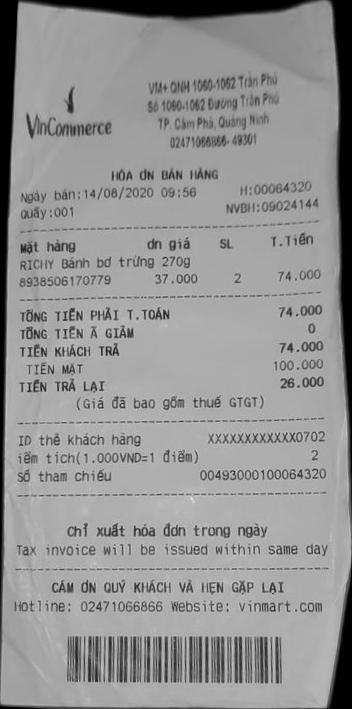 VinCommerce
VM+ QNH 1060-1062 Trần Phú
Số 1060-1062 Đường Trần Phú
TP. Cẩm Phả, Quảng Ninh
02471066866- 49301
HÓA ĐN BÁN HÀNG
Ngày bán:14/08/2020 09:56 H:00064320
Quầy:001 NVBH:09024144
Mặt hàng ơn giá SL T.Tiền
RICHY Bánh bơ trứng 270g
8938506170779 37.000 2 74.000
TỔNG TIỀN PHẢI T.TOÁN 74.000
TỔNG TIỀN Ã GIẢM 0
TIỀN KHÁCH TRẢ 74.000
TIỀN MẶT 100.000
TIỀN TRẢ LẠI 26.000
(Giá đã bao gồm thuế GTGT)
ID thẻ khách hàng XXXXXXXXXXXX0702
iểm tích(1.000VND=1 điểm) 2
Số tham chiếu 00493000100064320
Chỉ xuất hóa đơn trong ngày
Tax invoice will be issued within same day
CẢM ƠN QUÝ KHÁCH VÀ HẸN GẶP LẠI
Hotline: 02471066866 Website: vinmart.com